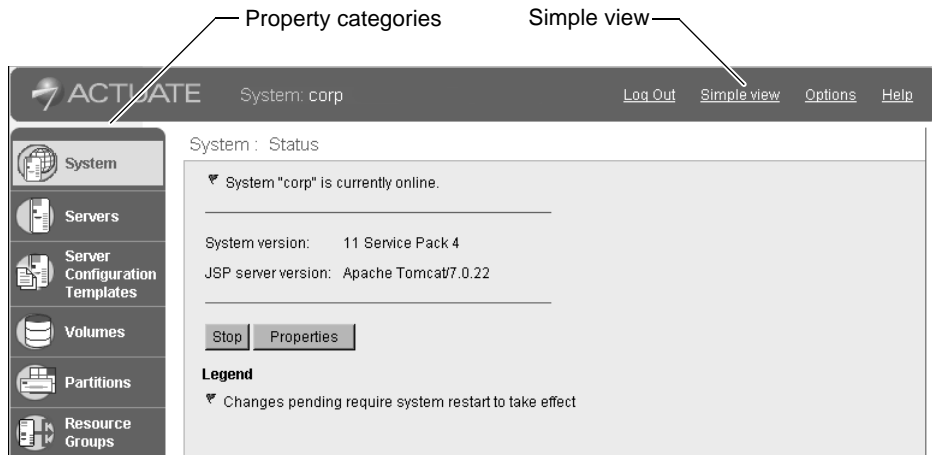 Property categories
Simple view
ACTUATE
System: corp
Log Out
Simple view
Options
Help
System
Servers
Server
Configuration
Templates
Volumes
Partitions
Resource
Groups
System : Status
System "corp" is currently online.
System version: 11 Service Pack 4
JSP server version: Apache Tomcat/7.0.22
Stop
Properties
Legend
Changes pending require system restart to take effect